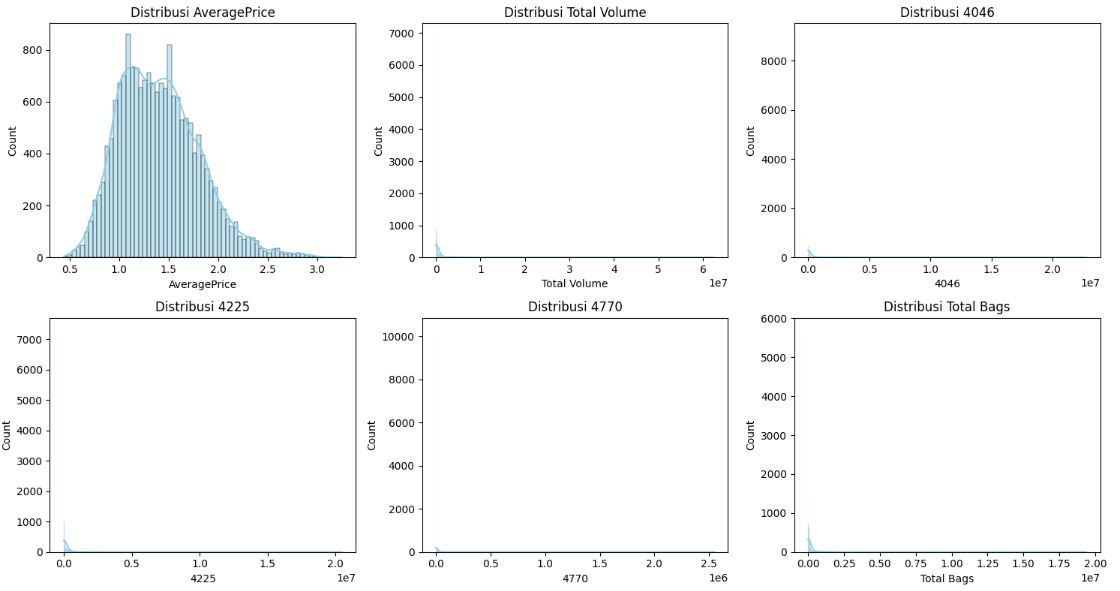 Distribusi AveragePrice
Count
800
600
400
200
0
0.5 1.0 1.5 2.0 2.5 3.0
AveragePrice
Distribusi Total Volume
Count
7000
6000
5000
4000
3000
2000
1000
0
0 1 2 3 4 5 6
1e7
Total Volume
Distribusi 4046
Count
8000
6000
4000
2000
0
0.0 0.5 1.0 1.5 2.0
1e7
4046
Distribusi 4225
Count
7000
6000
5000
4000
3000
2000
1000
0
0.0 0.5 1.0 1.5 2.0
1e7
4225
Distribusi 4770
Count
10000
8000
6000
4000
2000
0
0.0 0.5 1.0 1.5 2.0 2.5
1e6
4770
Distribusi Total Bags
Count
6000
5000
4000
3000
2000
1000
0
0.00 0.25 0.50 0.75 1.00 1.25 1.50 1.75 2.00
1e7
Total Bags